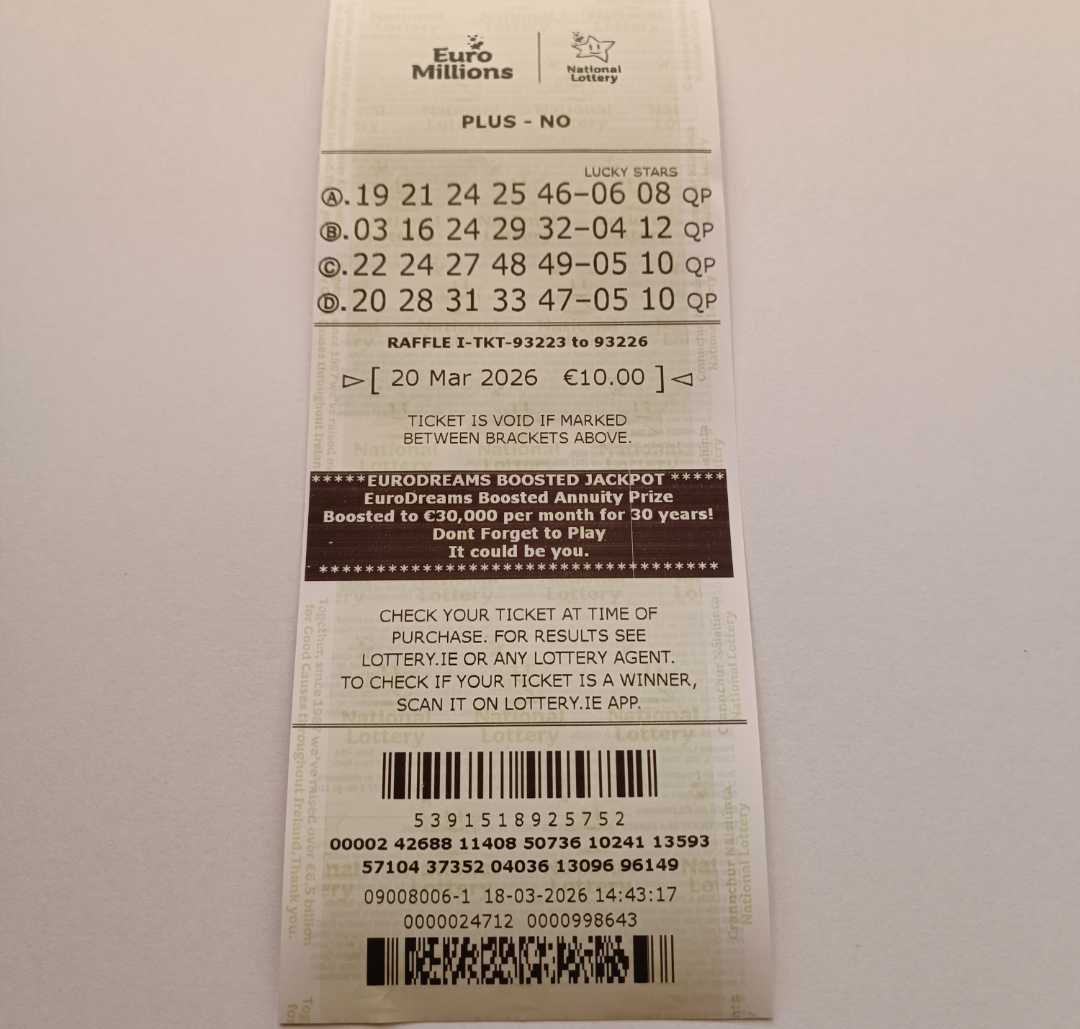 Euro
Millions
National
Lottery
PLUS - NO
LUCKY STARS
Ⓐ.19 21 24 25 46–06 08 QP
Ⓑ.03 16 24 29 32–04 12 QP
Ⓒ.22 24 27 48 49–05 10 QP
Ⓓ.20 28 31 33 47–05 10 QP
RAFFLE I-TKT-93223 to 93226
▻[ 20 Mar 2026 €10.00 ]◅
TICKET IS VOID IF MARKED
BETWEEN BRACKETS ABOVE.
*****EURODREAMS BOOSTED JACKPOT *****
EuroDreams Boosted Annuity Prize
Boosted to €30,000 per month for 30 years!
Dont Forget to Play
It could be you.
*************************************
CHECK YOUR TICKET AT TIME OF
PURCHASE. FOR RESULTS SEE
LOTTERY.IE OR ANY LOTTERY AGENT.
TO CHECK IF YOUR TICKET IS A WINNER,
SCAN IT ON LOTTERY.IE APP.
5391518925752
00002 42688 11408 50736 10241 13593
57104 37352 04036 13096 96149
09008006-1 18-03-2026 14:43:17
0000024712 0000998643